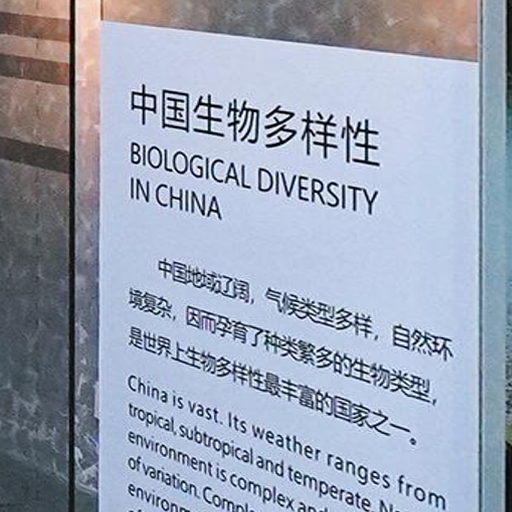 中国生物多样性
BIOLOGICAL DIVERSITY
IN CHINA
中国地域辽阔，气候类型多样，自然环
境复杂，因而孕育了种类繁多的生物类型，
是世界上生物多样性最丰富的国家之一。
China is vast. Its weather ranges from
tropical, subtropical and temperate.
environment is complex and
of variation.